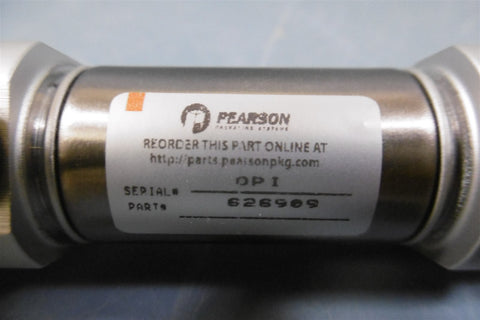 PEARSON
PACKAGING SYSTEMS
REORDER THIS PART ONLINE AT
http://parts.pearsonpkg.com
SERIAL# OPI
PART# 626909